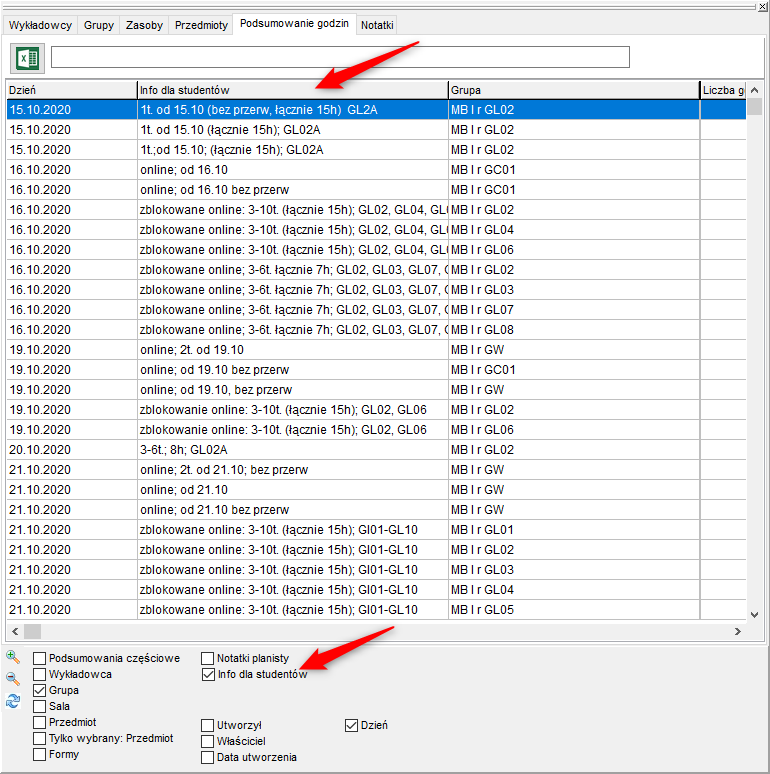 Wykładowcy Grupy Zasoby Przedmioty Podsumowanie godzin Notatki
Dzień Info dla studentów Grupa Liczba g
15.10.2020 1t. od 15.10 (bez przerw, łącznie 15h) GL2A MB I r GL02
15.10.2020 1t. od 15.10 (łącznie 15h); GL02A MB I r GL02
15.10.2020 1t.;od 15.10; (łącznie 15h); GL02A MB I r GL02
16.10.2020 online; od 16.10 MB I r GC01
16.10.2020 online; od 16.10 bez przerw MB I r GC01
16.10.2020 zblokowane online: 3-10t. (łącznie 15h); GL02, GL04, GL( MB I r GL02
16.10.2020 zblokowane online: 3-10t. (łącznie 15h); GL02, GL04, GL( MB I r GL04
16.10.2020 zblokowane online: 3-10t. (łącznie 15h); GL02, GL04, GL( MB I r GL06
16.10.2020 zblokowane online; 3-6t. łącznie 7h; GL02, GL03, GL07, MB I r GL02
16.10.2020 zblokowane online; 3-6t. łącznie 7h; GL02, GL03, GL07, MB I r GL03
16.10.2020 zblokowane online; 3-6t. łącznie 7h; GL02, GL03, GL07, MB I r GL07
16.10.2020 zblokowane online; 3-6t. łącznie 7h; GL02, GL03, GL07, MB I r GL08
19.10.2020 online; 2t. od 19.10 MB I r GW
19.10.2020 online; od 19.10 bez przerw MB I r GC01
19.10.2020 online; od 19.10, bez przerw MB I r GW
19.10.2020 zblokowanie online: 3-10t. (łącznie 15h); GL02, GL06 MB I r GL02
19.10.2020 zblokowanie online: 3-10t. (łącznie 15h); GL02, GL06 MB I r GL06
20.10.2020 3-6t.; 8h; GL02A MB I r GL02
21.10.2020 online; 2t. od 21.10; bez przerw MB I r GW
21.10.2020 online; od 21.10 MB I r GW
21.10.2020 online; od 21.10 bez przerw MB I r GW
21.10.2020 zblokowane online: 3-10t. (łącznie 15h); Gl01-GL10 MB I r GL01
21.10.2020 zblokowane online: 3-10t. (łącznie 15h); Gl01-GL10 MB I r GL02
21.10.2020 zblokowane online: 3-10t. (łącznie 15h); Gl01-GL10 MB I r GL03
21.10.2020 zblokowane online: 3-10t. (łącznie 15h); Gl01-GL10 MB I r GL04
21.10.2020 zblokowane online: 3-10t. (łącznie 15h); Gl01-GL10 MB I r GL05
Podsumowania częściowe Notatki planisty
Wykładowca Info dla studentów
Grupa
Sala
Przedmiot Utworzył Dzień
Tylko wybrany: Przedmiot Właściciel
Formy Data utworzenia